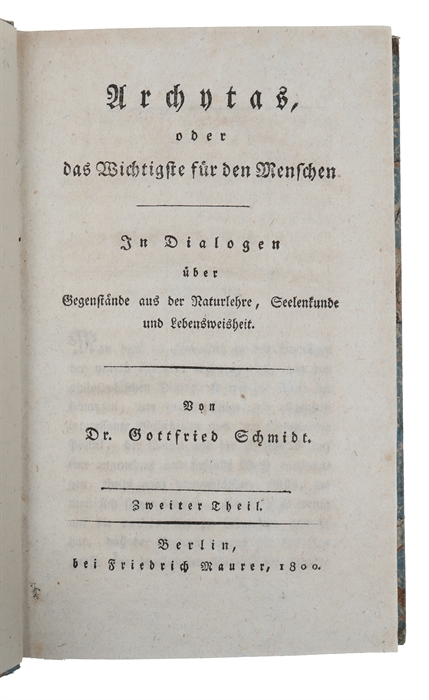 Archytas,
oder
das Wichtigste für den Menschen
In Dialogen
über
Gegenstände aus der Naturlehre, Seelenkunde
und Lebensweisheit.
Von
Dr. Gottfried Schmidt.
Zweiter Theil.
Berlin,
bei Friedrich Maurer, 1800.